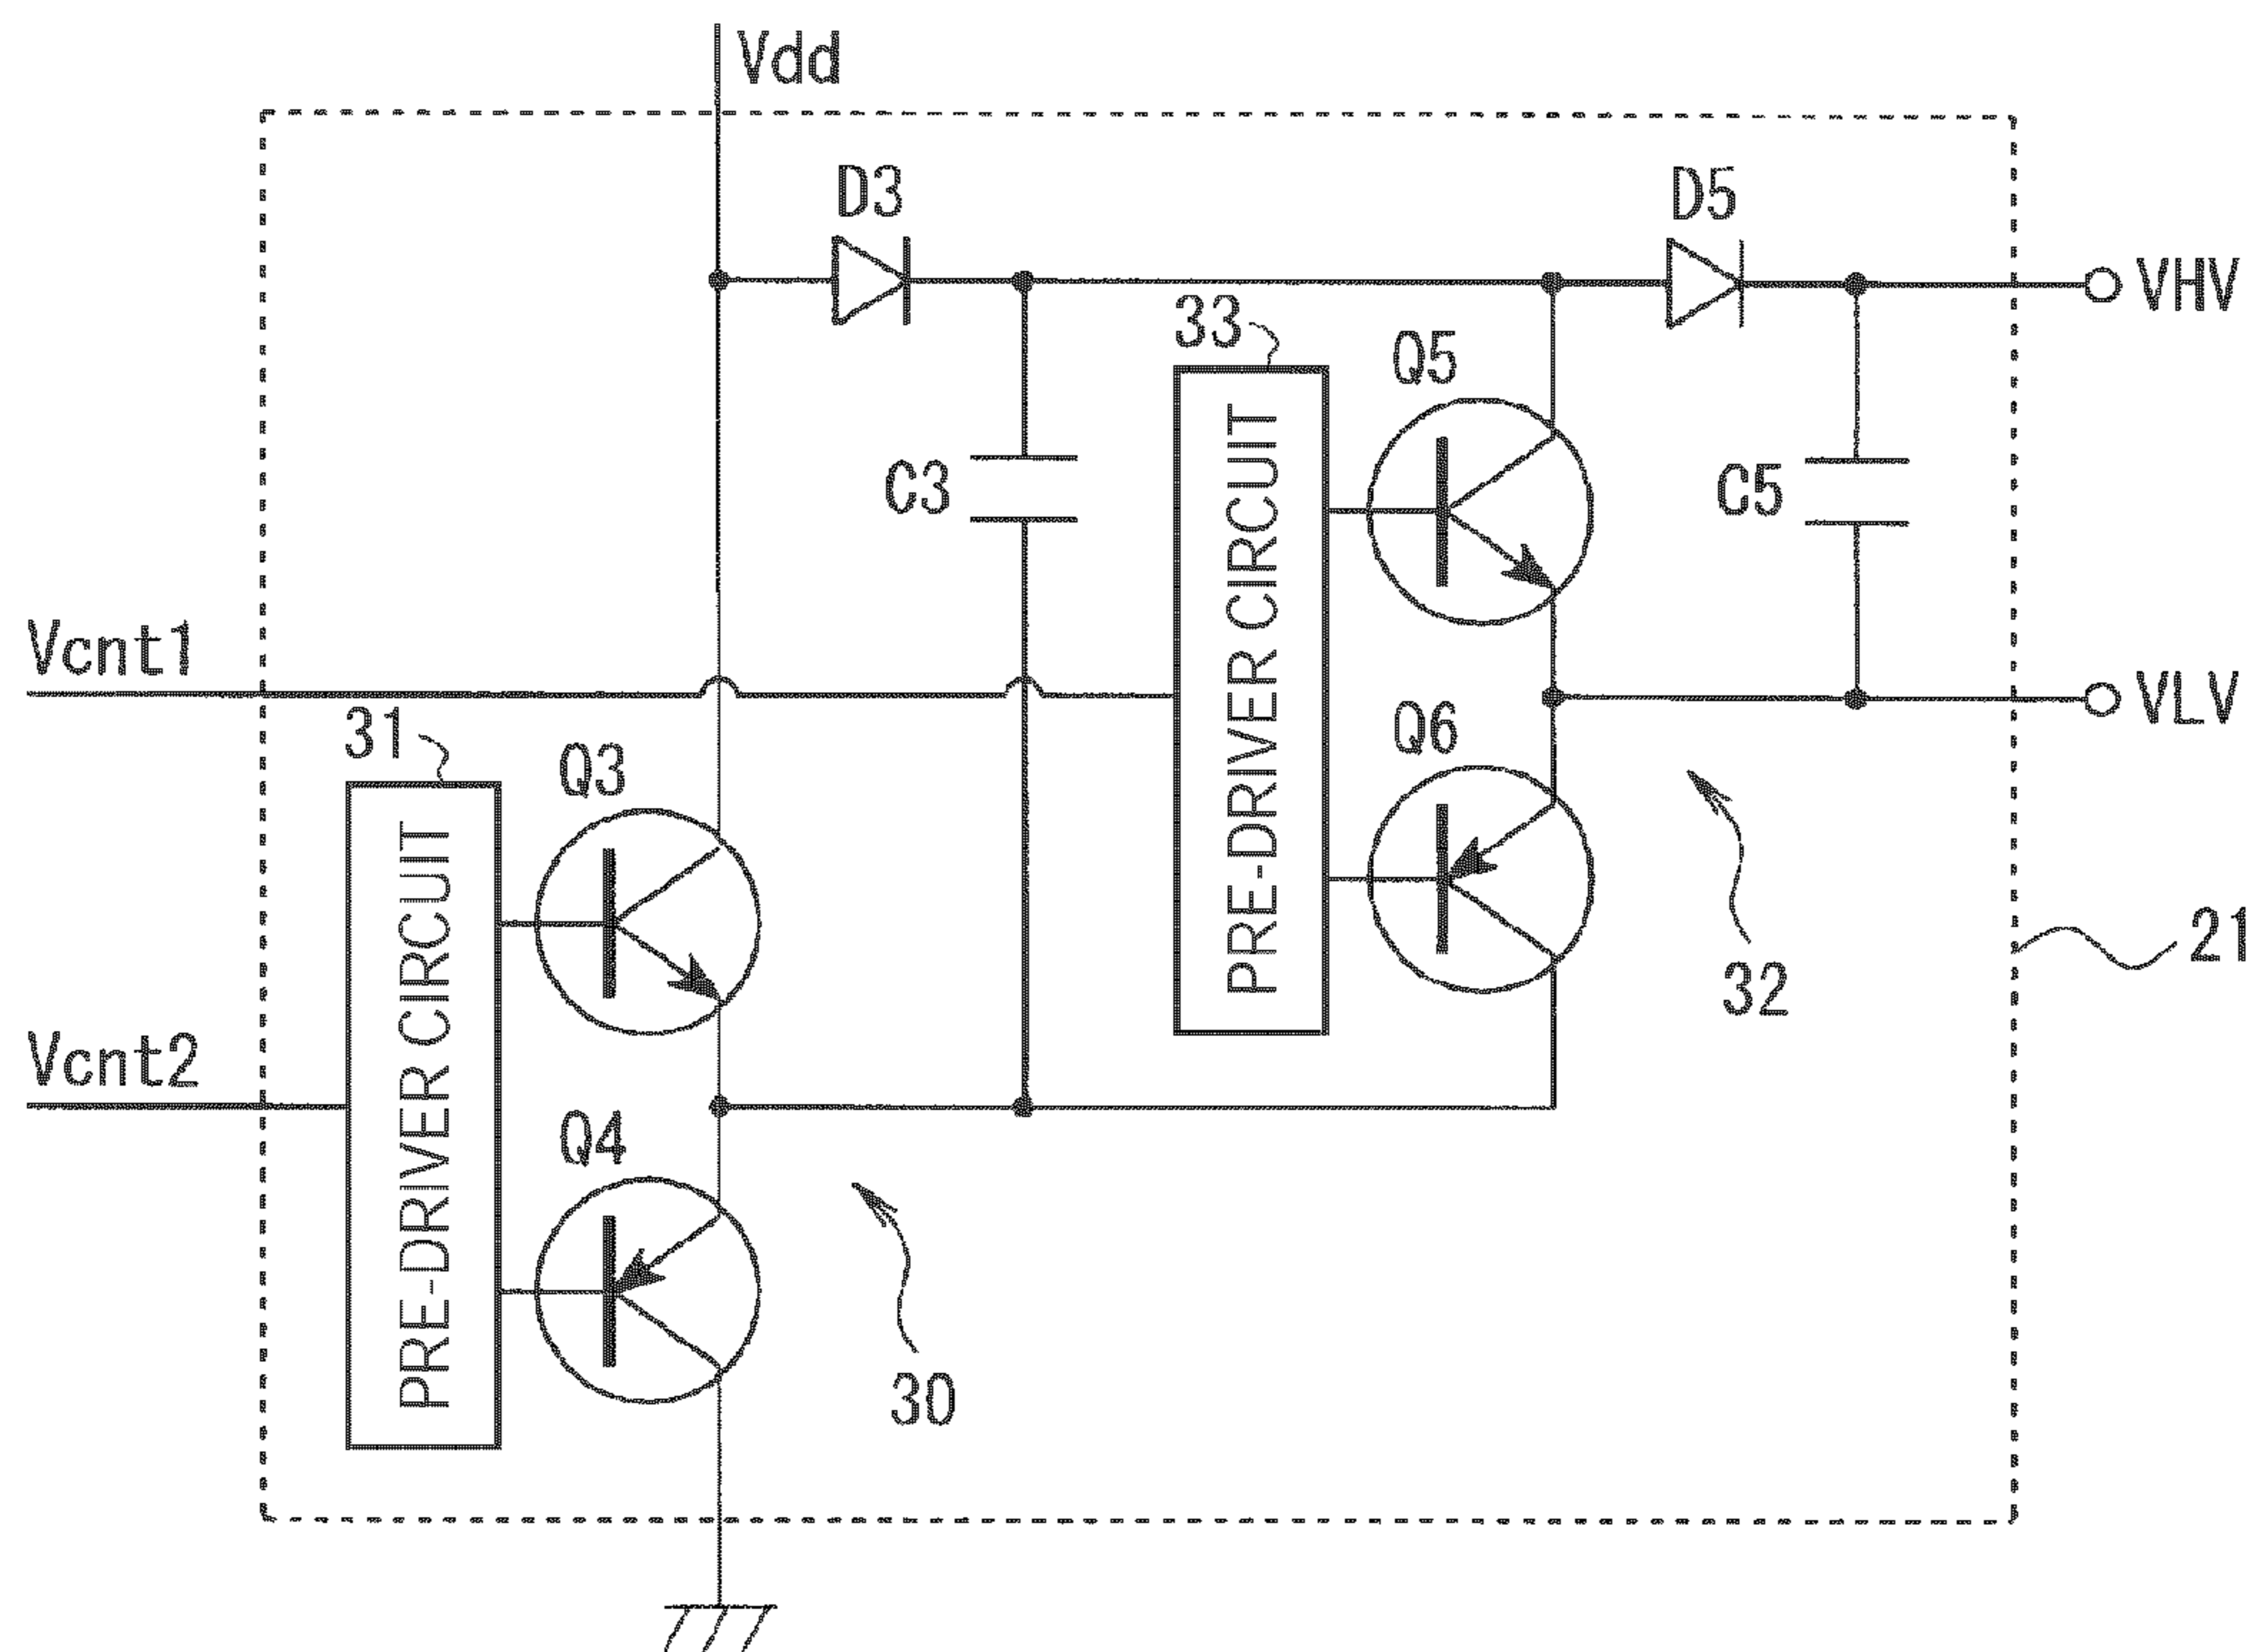 Vdd
D3
D5
VHV
33
Q5
C3
C5
PRE-DRIVER CIRCUIT
Vcnt1
VLV
31
Q3
Q6
PRE-DRIVER CIRCUIT
21
32
Vcnt2
Q4
30